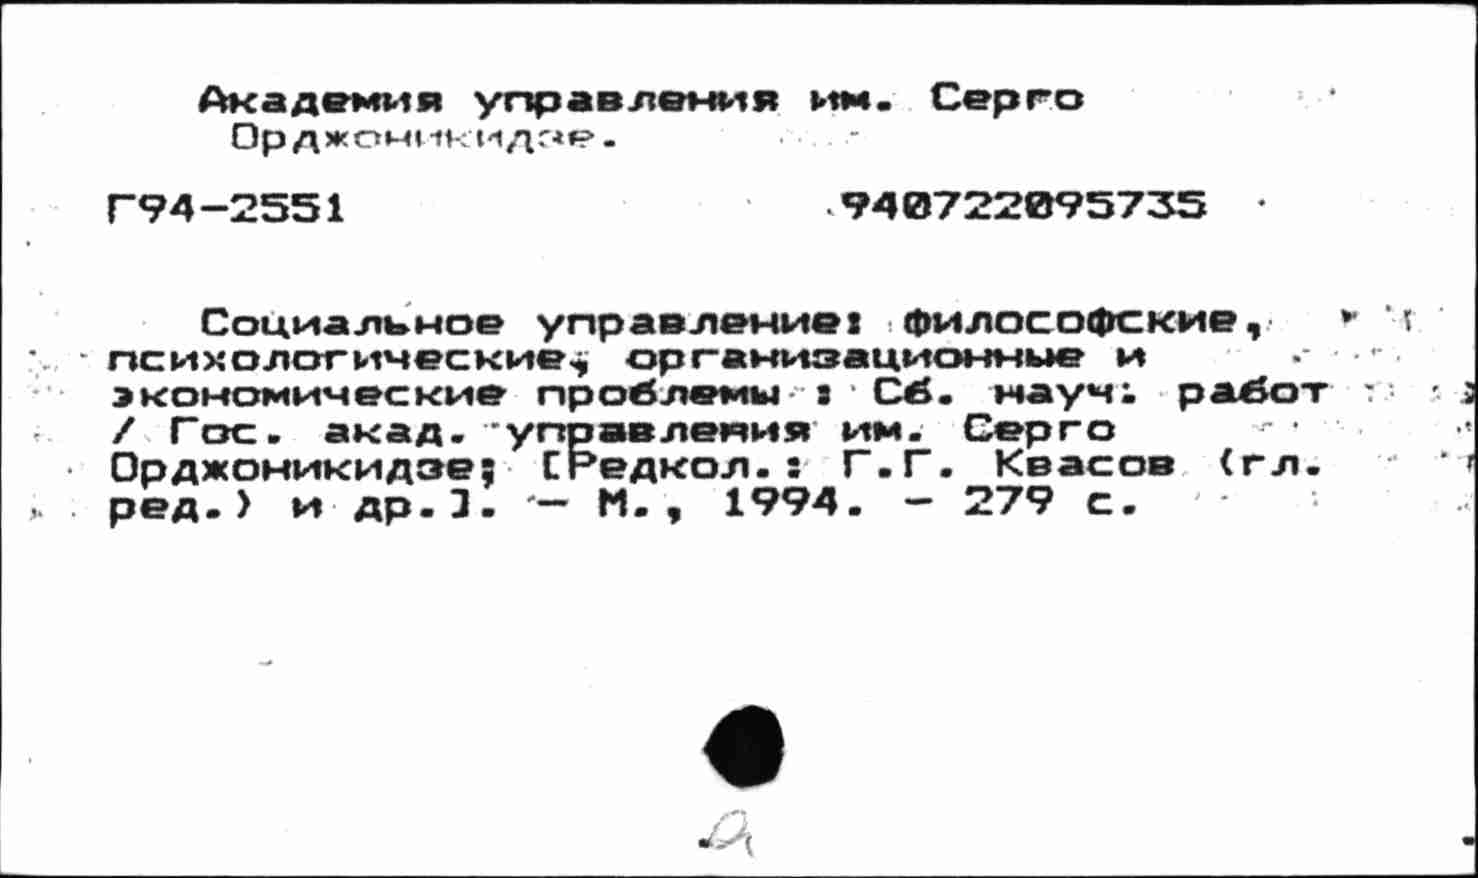 Академия управления им. Серго
Орджоникидзе.
Г94-2551 940722095735
Социальное управление: философские,
психологические, организационные и
экономические проблемы : Сб. науч. работ
/ Гос. акад. управления им. Серго
Орджоникидзе; [Редкол.: Г.Г. Квасов (гл.
ред.) и др.]. - М., 1994. - 279 с.